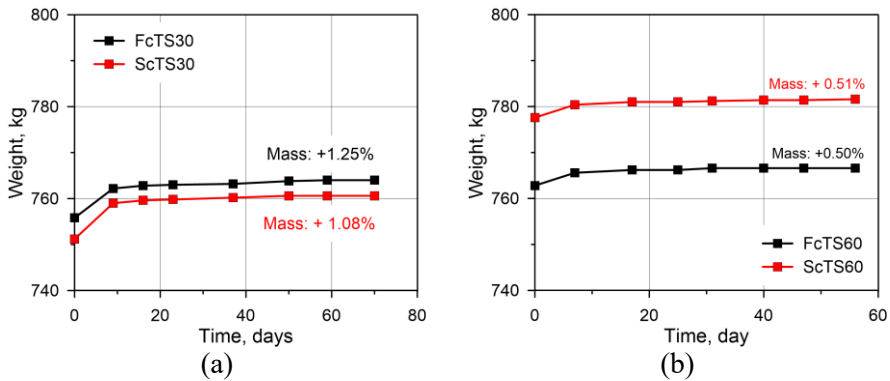 800
780
760
740
Weight, kg
FcTS30
ScTS30
Mass: +1.25%
Mass: + 1.08%
0 20 40 60 80
Time, days
(a)
800
780
760
740
Weight, kg
Mass: + 0.51%
Mass: +0.50%
FcTS60
ScTS60
0 20 40 60
Time, day
(b)